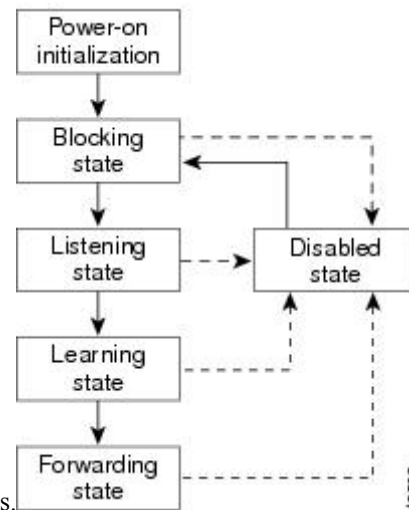 Power-on
initialization
Blocking
state
Listening
state
Disabled
state
Learning
state
Forwarding
state
s.